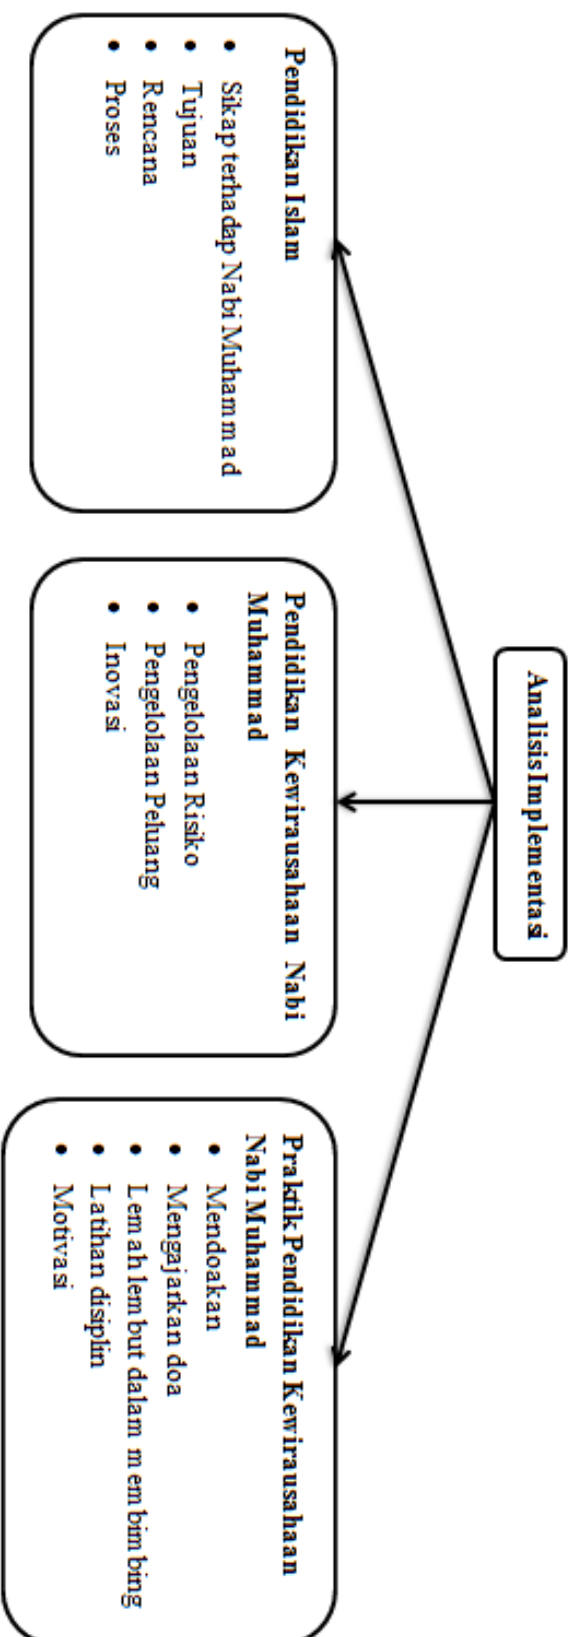 Analisis Implementasi
Pendidikan Islam
• Sikap terhadap Nabi Muhammad
• Tujuan
• Rencana
• Proses
Pendidikan Kewirausahaan Nabi
Muhammad
• Pengelolaan Risiko
• Pengelolaan Peluang
• Inovasi
Praktik Pendidikan Kewirausahaan
Nabi Muhammad
• Mendoakan
• Mengajarkan doa
• Lemah lembut dalam membimbing
• Latihan disiplin
• Motivasi